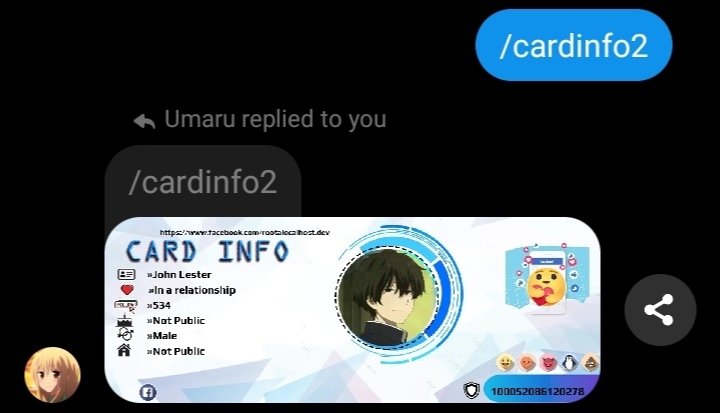 /cardinfo2
Umaru replied to you
/cardinfo2
https://www.facebook.com/rootalocalhost.dev
CARD INFO
»John Lester
»In a relationship
»534
»Not Public
»Male
»Not Public
100052086120278